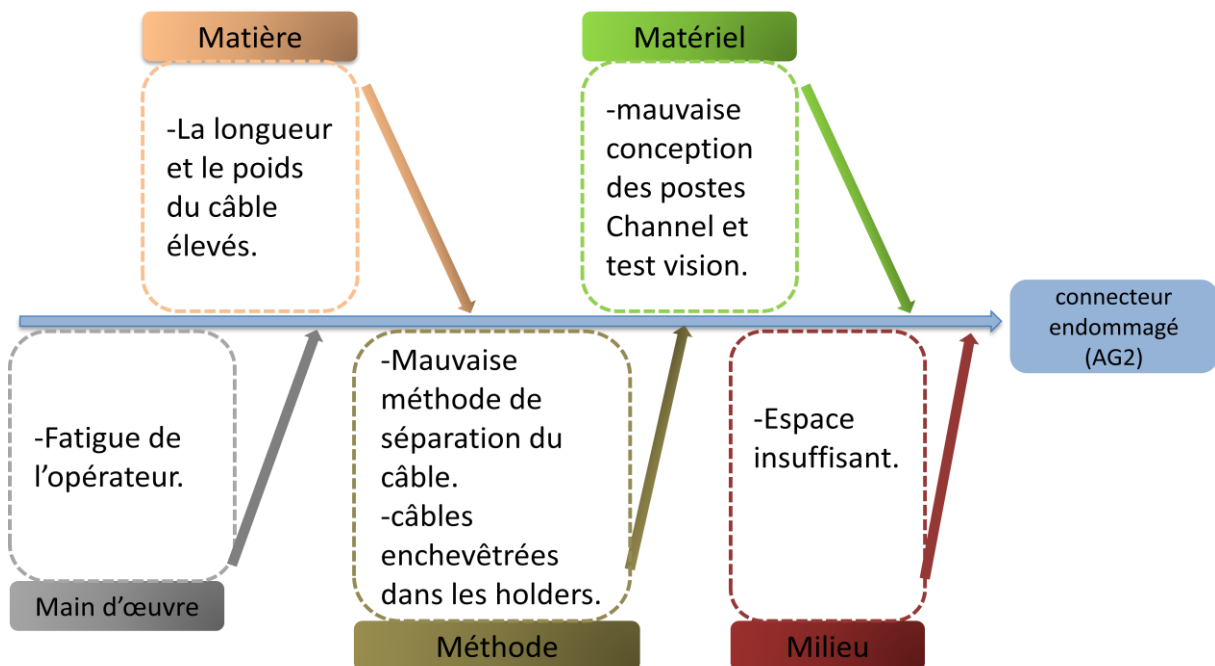 Matière
-La longueur
et le poids
du câble
élevés.
Matériel
-mauvaise
conception
des postes
Channel et
test vision.
connecteur
endommagé
(AG2)
-Fatigue de
l’opérateur.
Main d’œuvre
-Mauvaise
méthode de
séparation du
câble.
-câbles
enchevêtrées
dans les holders.
Méthode
-Espace
insuffisant.
Milieu